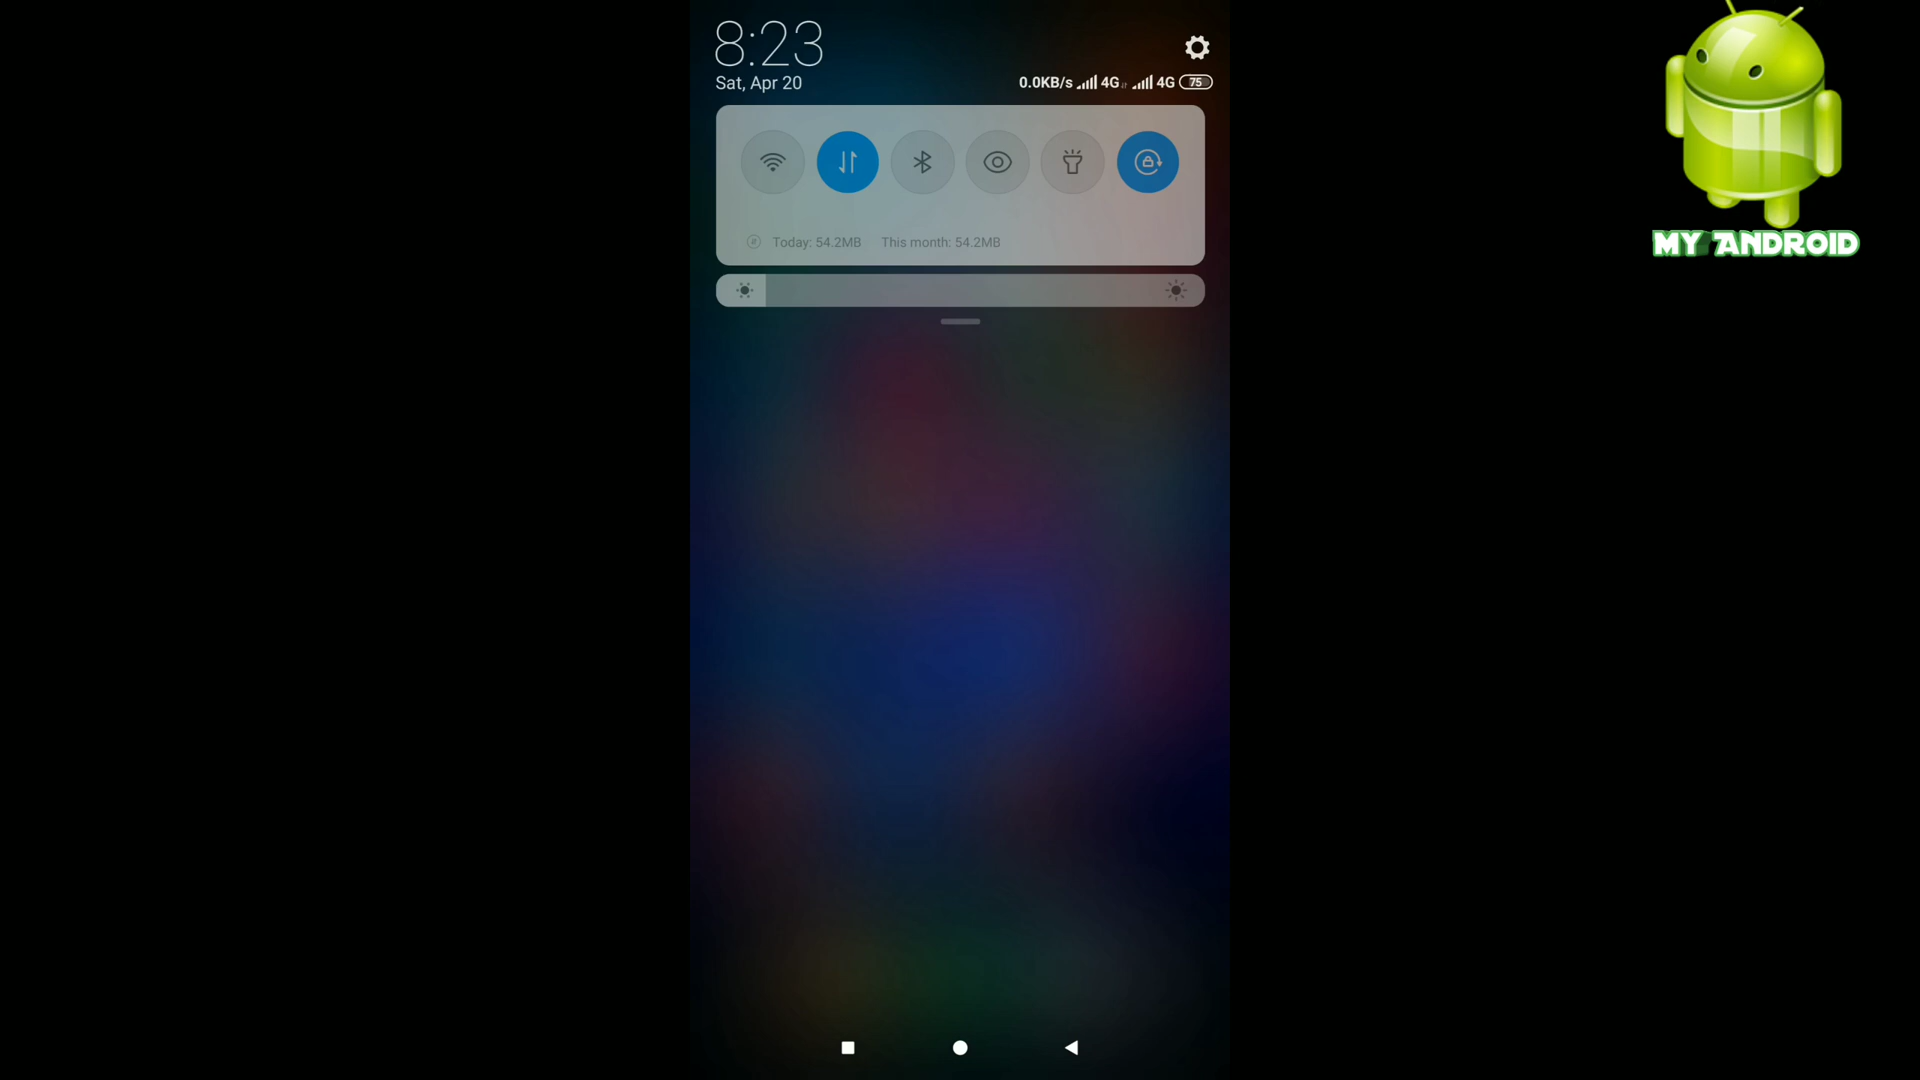 8:23
Sat, Apr 20
0.0KB/s 4G 4G 75
Today: 54.2MB This month: 54.2MB
MY ANDROID